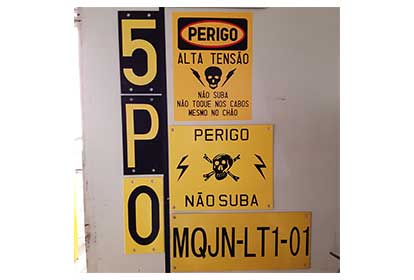 5
P
O
PERIGO
ALTA TENSÃO
NÃO SUBA
NÃO TOQUE NOS CABOS
MESMO NO CHÃO
PERIGO
NÃO SUBA
MQJN-LT1-01